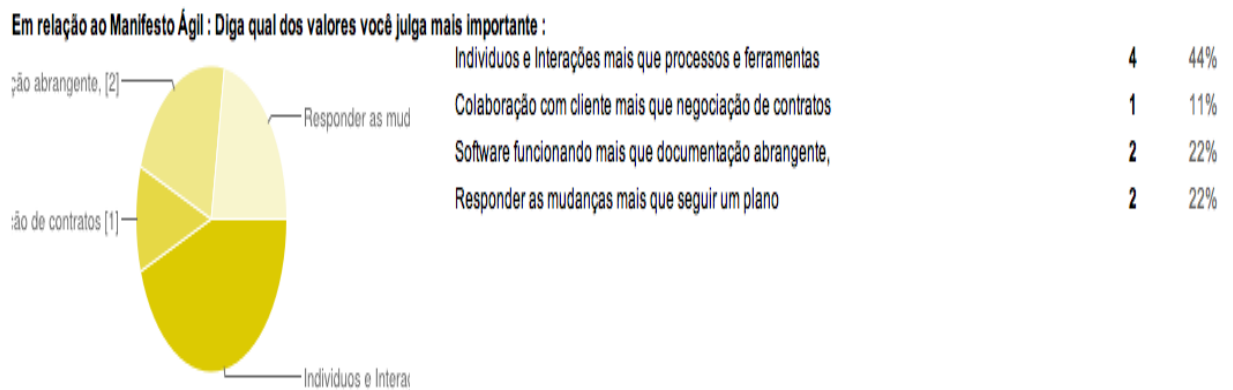 Em relação ao Manifesto Ágil : Diga qual dos valores você julga mais importante :
Individuos e Interações mais que processos e ferramentas 4 44%
Colaboração com cliente mais que negociação de contratos 1 11%
Software funcionando mais que documentação abrangente, 2 22%
Responder as mudanças mais que seguir um plano 2 22%
ção abrangente, [2]
Responder as mud
ão de contratos [1]
Individuos e Intera